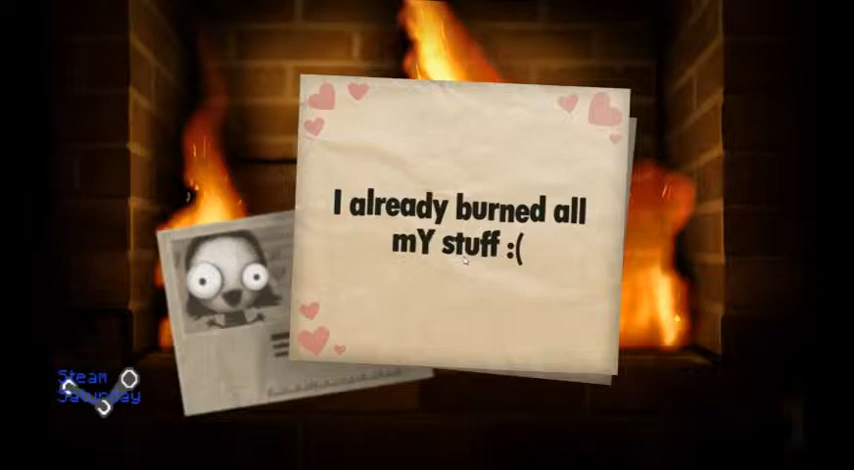 I already burned all
mY stuff :(
Steam
Saturday